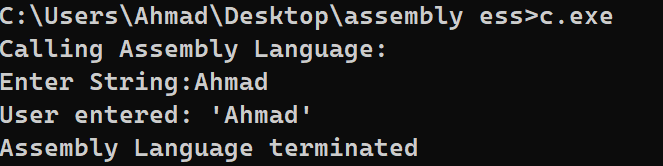 C:\Users\Ahmad\Desktop\assembly ess>c.exe
Calling Assembly Language:
Enter String:Ahmad
User entered: 'Ahmad'
Assembly Language terminated